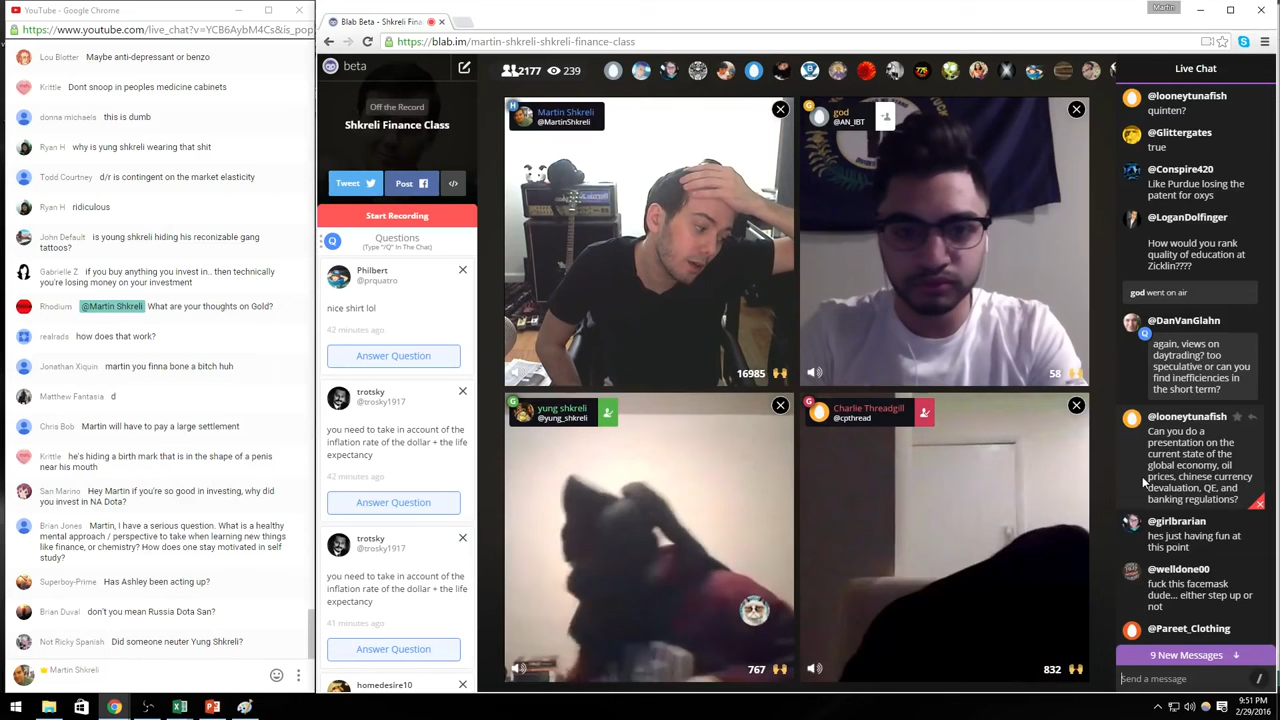 YouTube - Google Chrome
https://www.youtube.com/live_chat?v=YCB6AybM4Cs&is_pop
Lou Blotter Maybe anti-depressant or benzo
Krittle Dont snoop in peoples medicine cabinets
donna michaels this is dumb
Ryan H why is yung shkreli wearing that shit
Todd Courtney d/r is contingent on the market elasticity
Ryan H ridiculous
John Default is young shkreli hiding his reconizable gang
tattoos?
Gabrielle Z if you buy anything you invest in.. then technically
you're losing money on your investment
Rhodium @Martin Shkreli What are your thoughts on Gold?
realrads how does that work?
Jonathan Xiquin martin you finna bone a bitch huh
Matthew Fantasia d
Chris Bob Martin will have to pay a large settlement
Krittle he's hiding a birth mark that is in the shape of a penis
near his mouth
San Marino Hey Martin if you're so good in investing, why did
you invest in NA Dota?
Brian Jones Martin, I have a serious question. What is a healthy
mental approach / perspective to take when learning new things
like finance, or chemistry? How does one stay motivated in self
study?
Superboy-Prime Has Ashley been acting up?
Brian Duval don't you mean Russia Dota San?
Not Ricky Spanish Did someone neuter Yung Shkreli?
Martin Shkreli
Martin
Blab Beta - Shkreli Fina
https://blab.im/martin-shkreli-shkreli-finance-class
beta
2177 239
Off the Record
Shkreli Finance Class
Tweet
Post
</>
Start Recording
Q
Questions
(Type "/Q" In The Chat)
Philbert
@prquatro
nice shirt lol
42 minutes ago
Answer Question
trotsky
@trosky1917
you need to take in account of the
inflation rate of the dollar + the life
expectancy
42 minutes ago
Answer Question
trotsky
@trosky1917
you need to take in account of the
inflation rate of the dollar + the life
expectancy
41 minutes ago
Answer Question
homedesire10
H
Martin Shkreli
@MartinShkreli
16985
G
god
@AN_IBT
58
G
yung shkreli
@yung_shkreli
767
G
Charlie Threadgill
@cpthread
832
Live Chat
@looneytunafish
quinten?
@Glittergates
true
@Conspire420
Like Purdue losing the
patent for oxys
@LoganDolfinger
How would you rank
quality of education at
Zicklin????
god went on air
@DanVanGlahn
Q
again, views on
daytrading? too
speculative or can you
find inefficiencies in
the short term?
@looneytunafish
Can you do a
presentation on the
current state of the
global economy, oil
prices, chinese currency
devaluation, QE, and
banking regulations?
@girlbrarian
hes just having fun at
this point
@welldone00
fuck this facemask
dude... either step up or
not
@Pareet_Clothing
9 New Messages
Send a message
/
9:51 PM
2/29/2016